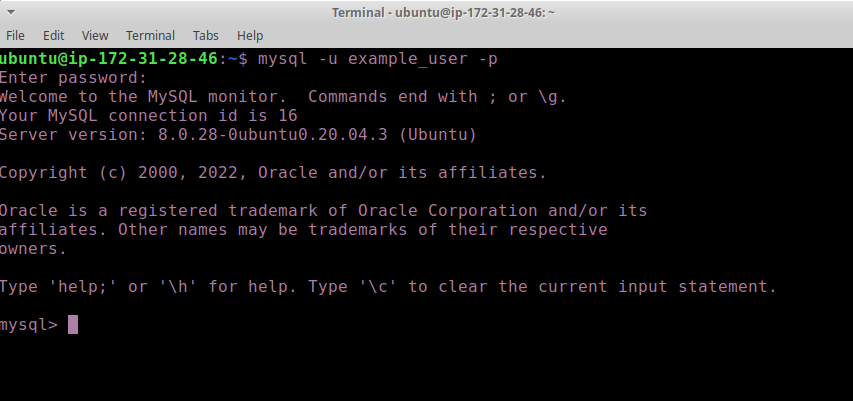 Terminal - ubuntu@ip-172-31-28-46: ~
File Edit View Terminal Tabs Help
ubuntu@ip-172-31-28-46:~$ mysql -u example_user -p
Enter password:
Welcome to the MySQL monitor.  Commands end with ; or \g.
Your MySQL connection id is 16
Server version: 8.0.28-0ubuntu0.20.04.3 (Ubuntu)
Copyright (c) 2000, 2022, Oracle and/or its affiliates.
Oracle is a registered trademark of Oracle Corporation and/or its
affiliates. Other names may be trademarks of their respective
owners.
Type 'help;' or '\h' for help. Type '\c' to clear the current input statement.
mysql>